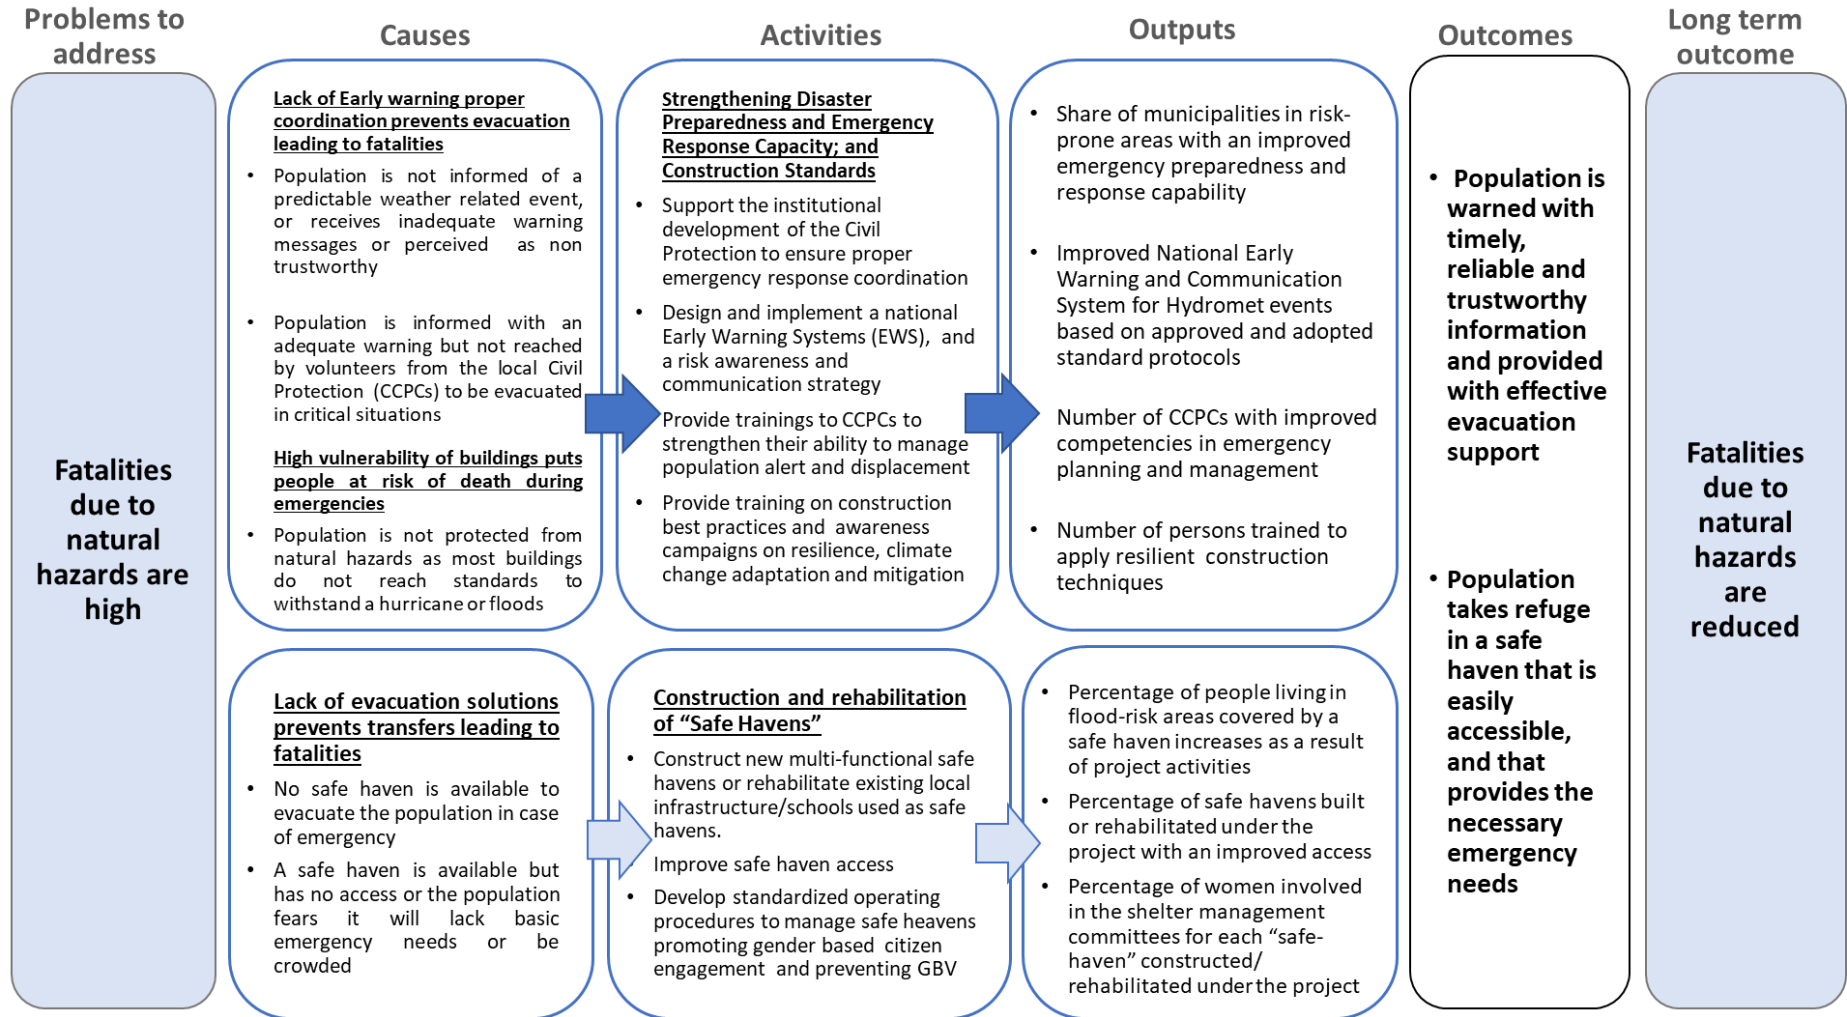 Problems to
address
Causes
Activities
Outputs
Outcomes
Long term
outcome
Fatalities
due to
natural
hazards are
high
Lack of Early warning proper
coordination prevents evacuation
leading to fatalities
• Population is not informed of a
predictable weather related event,
or receives inadequate warning
messages or perceived as non
trustworthy
• Population is informed with an
adequate warning but not reached
by volunteers from the local Civil
Protection (CCPCs) to be evacuated
in critical situations
High vulnerability of buildings puts
people at risk of death during
emergencies
• Population is not protected from
natural hazards as most buildings
do not reach standards to
withstand a hurricane or floods
Strengthening Disaster
Preparedness and Emergency
Response Capacity; and
Construction Standards
• Support the institutional
development of the Civil
Protection to ensure proper
emergency response coordination
• Design and implement a national
Early Warning Systems (EWS), and
a risk awareness and
communication strategy
Provide trainings to CCPCs to
strengthen their ability to manage
population alert and displacement
• Provide training on construction
best practices and awareness
campaigns on resilience, climate
change adaptation and mitigation
• Share of municipalities in risk-
prone areas with an improved
emergency preparedness and
response capability
• Improved National Early
Warning and Communication
System for Hydromet events
based on approved and adopted
standard protocols
Number of CCPCs with improved
competencies in emergency
planning and management
• Number of persons trained to
apply resilient construction
techniques
Lack of evacuation solutions
prevents transfers leading to
fatalities
• No safe haven is available to
evacuate the population in case
of emergency
• A safe haven is available but
has no access or the population
fears it will lack basic
emergency needs or be
crowded
Construction and rehabilitation
of “Safe Havens”
• Construct new multi-functional safe
havens or rehabilitate existing local
infrastructure/schools used as safe
havens.
• Improve safe haven access
• Develop standardized operating
procedures to manage safe heavens
promoting gender based citizen
engagement and preventing GBV
• Percentage of people living in
flood-risk areas covered by a
safe haven increases as a result
of project activities
• Percentage of safe havens built
or rehabilitated under the
project with an improved access
• Percentage of women involved
in the shelter management
committees for each “safe-
haven” constructed/
rehabilitated under the project
• Population is
warned with
timely,
reliable and
trustworthy
information
and provided
with effective
evacuation
support
• Population
takes refuge
in a safe
haven that is
easily
accessible,
and that
provides the
necessary
emergency
needs
Fatalities
due to
natural
hazards
are
reduced